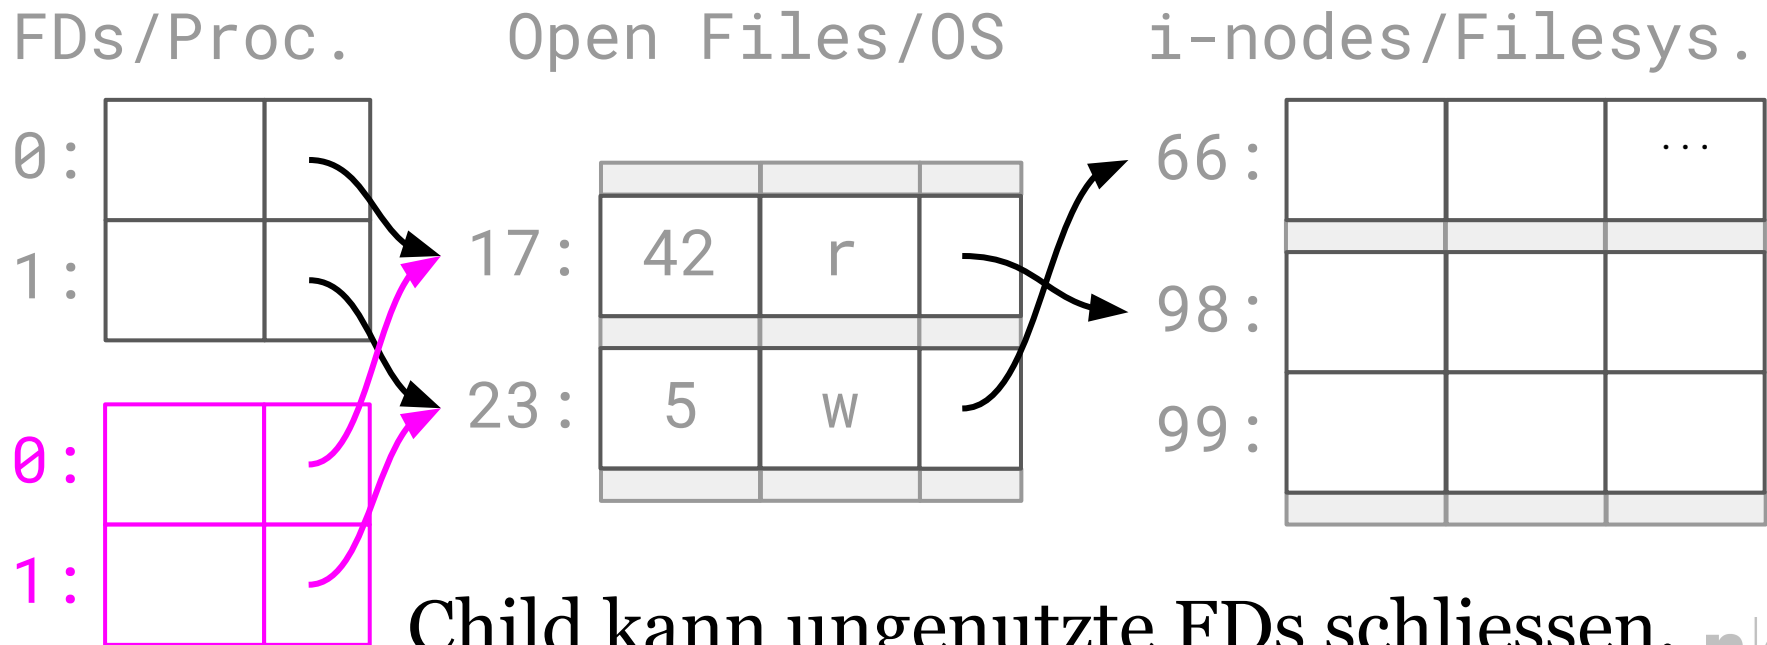 FDs/Proc. Open Files/OS i-nodes/Filesys.
0: 66: ...
17: 42 r
1: 98:
23: 5 w 99:
0:
1:
Child kann ungenutzte FDs schliessen.